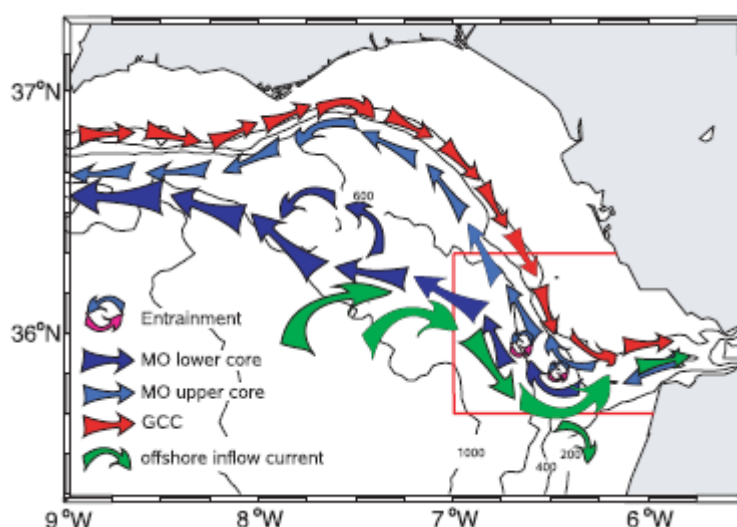 37°N
600
36°N
Entrainment
MO lower core
MO upper core
GCC
offshore inflow current
1000
400
200
9°W
8°W
7°W
6°W